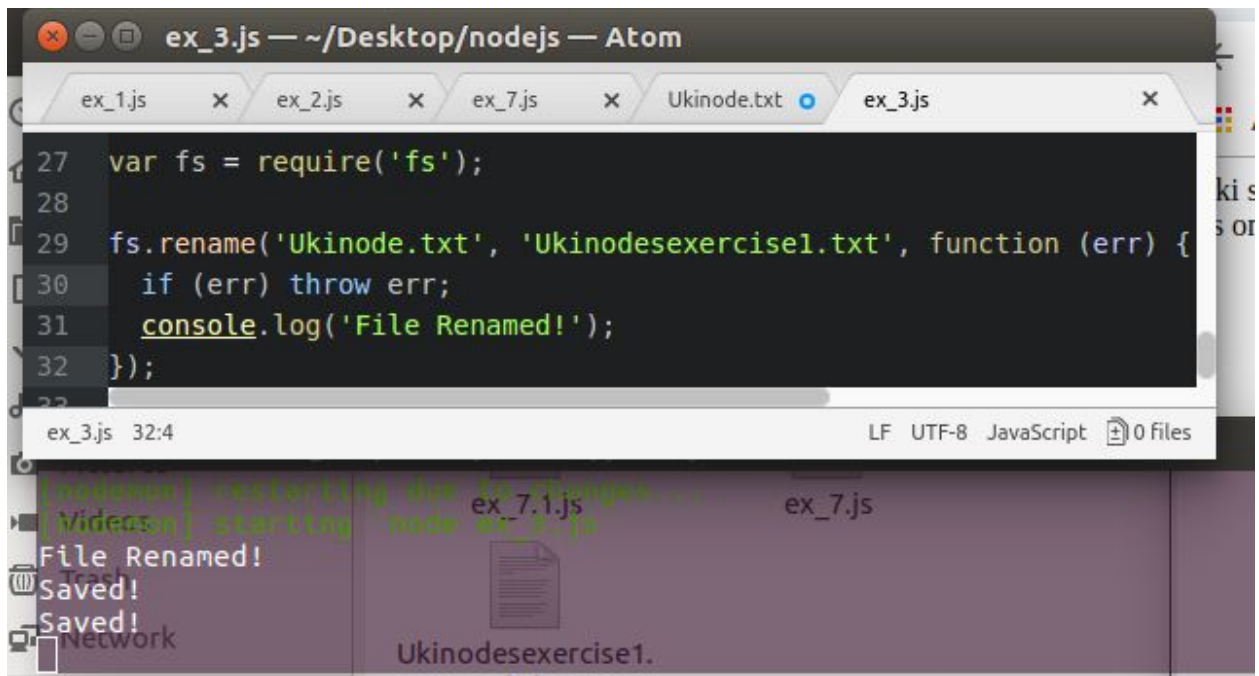 ex_3.js — ~/Desktop/nodejs — Atom
ex_1.js ex_2.js ex_7.js Ukinode.txt ex_3.js
27 var fs = require('fs');
28
29 fs.rename('Ukinode.txt', 'Ukinodesexercise1.txt', function (err) {
30 if (err) throw err;
31 console.log('File Renamed!');
32 });
33
ex_3.js 32:4 LF UTF-8 JavaScript 0 files
ki s
s or
[nodemon] restarting due to changes...
[nodemon] starting `node ex_3.js`
ex_7.1.js ex_7.js
Videos
File Renamed!
Trash
Saved!
Saved!
Network
Ukinodesexercise1.